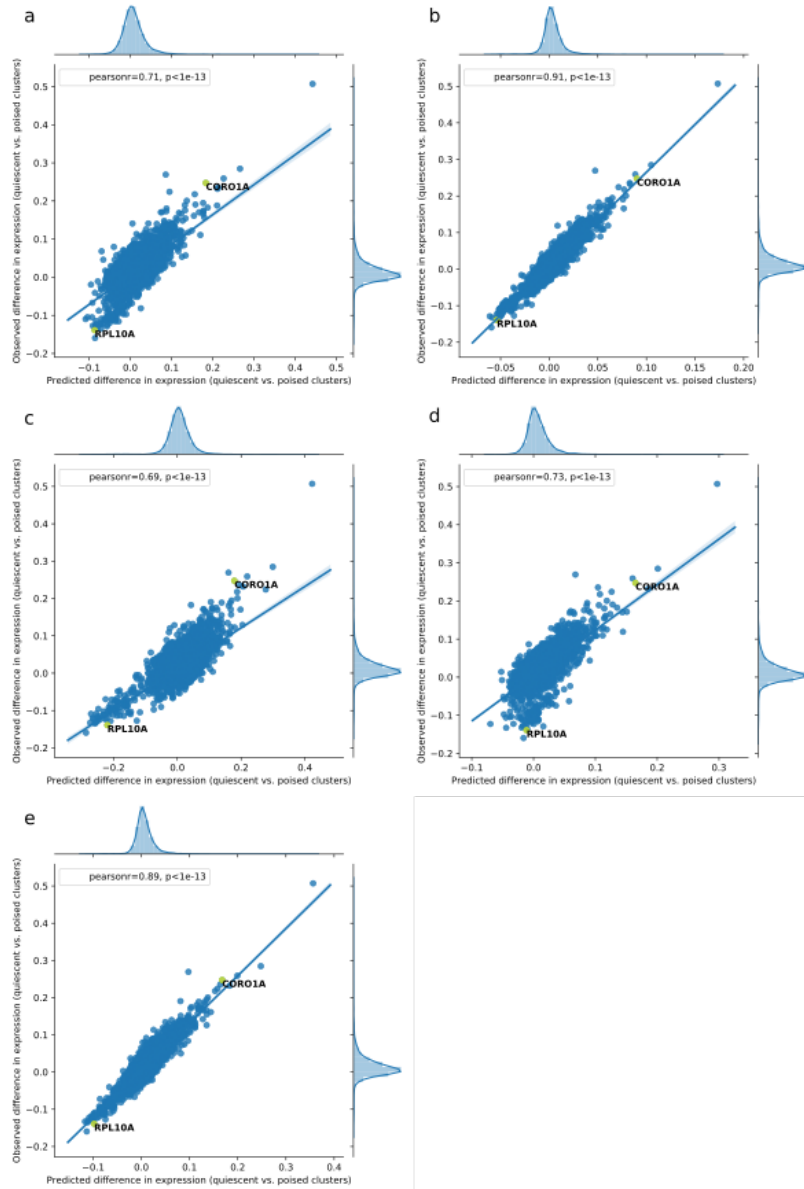 a
pearsonr=0.71, p<1e-13
Observed difference in expression (quiescent vs. poised clusters)
0.5
0.4
0.3
0.2
0.1
0.0
−0.1
−0.2
CORO1A
RPL10A
−0.1 0.0 0.1 0.2 0.3 0.4 0.5
Predicted difference in expression (quiescent vs. poised clusters)
b
pearsonr=0.91, p<1e-13
Observed difference in expression (quiescent vs. poised clusters)
0.5
0.4
0.3
0.2
0.1
0.0
−0.1
−0.2
CORO1A
RPL10A
−0.05 0.00 0.05 0.10 0.15 0.20
Predicted difference in expression (quiescent vs. poised clusters)
c
pearsonr=0.69, p<1e-13
Observed difference in expression (quiescent vs. poised clusters)
0.5
0.4
0.3
0.2
0.1
0.0
−0.1
−0.2
CORO1A
RPL10A
−0.2 0.0 0.2 0.4
Predicted difference in expression (quiescent vs. poised clusters)
d
pearsonr=0.73, p<1e-13
Observed difference in expression (quiescent vs. poised clusters)
0.5
0.4
0.3
0.2
0.1
0.0
−0.1
−0.2
CORO1A
RPL10A
−0.1 0.0 0.1 0.2 0.3
Predicted difference in expression (quiescent vs. poised clusters)
e
pearsonr=0.89, p<1e-13
Observed difference in expression (quiescent vs. poised clusters)
0.5
0.4
0.3
0.2
0.1
0.0
−0.1
−0.2
CORO1A
RPL10A
−0.1 0.0 0.1 0.2 0.3 0.4
Predicted difference in expression (quiescent vs. poised clusters)